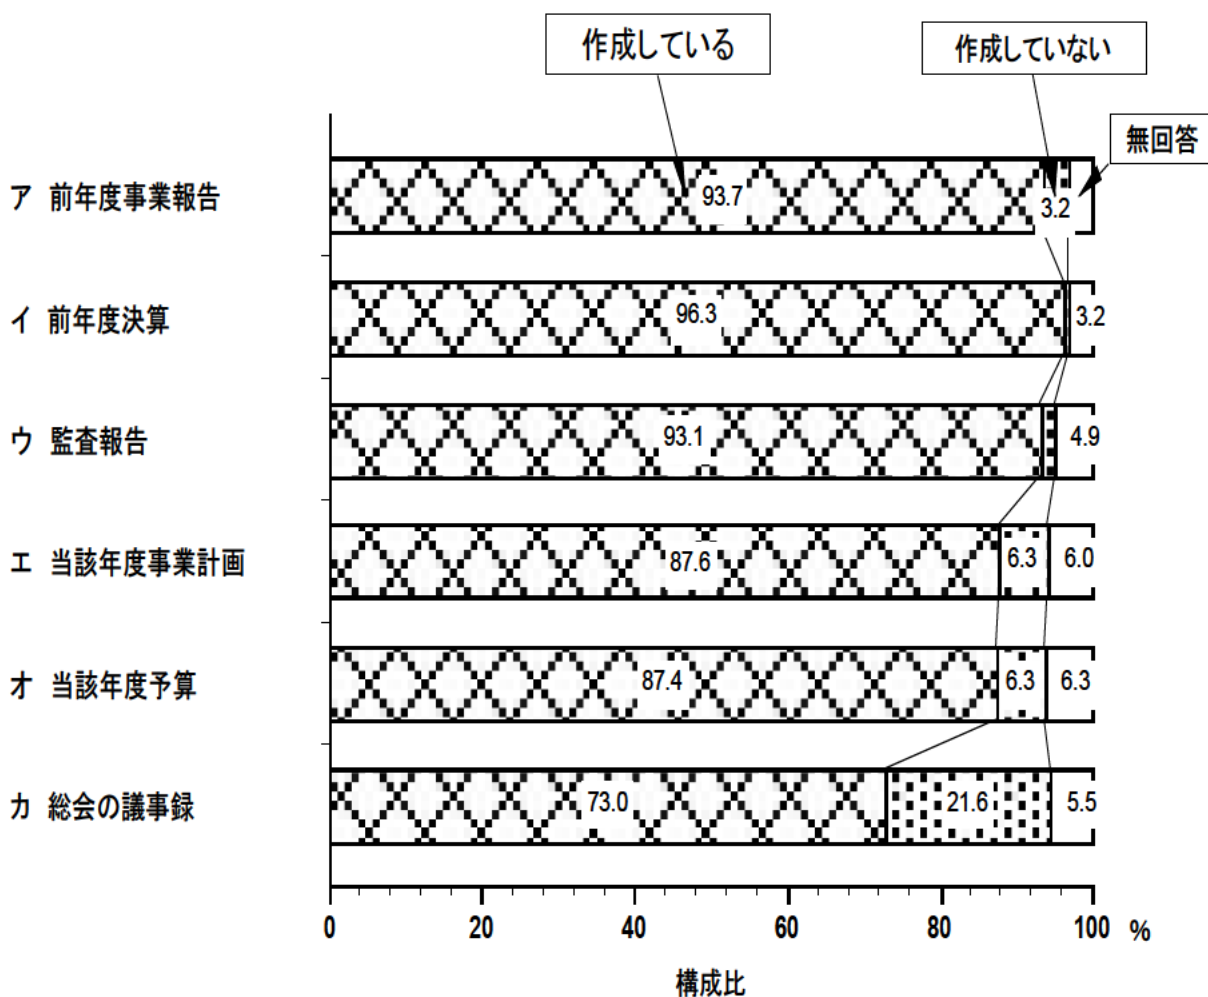 作成している
作成していない
無回答
ア 前年度事業報告
93.7
3.2
イ 前年度決算
96.3
3.2
ウ 監査報告
93.1
4.9
エ 当該年度事業計画
87.6
6.3
6.0
オ 当該年度予算
87.4
6.3
6.3
カ 総会の議事録
73.0
21.6
5.5
0 20 40 60 80 100 %
構成比